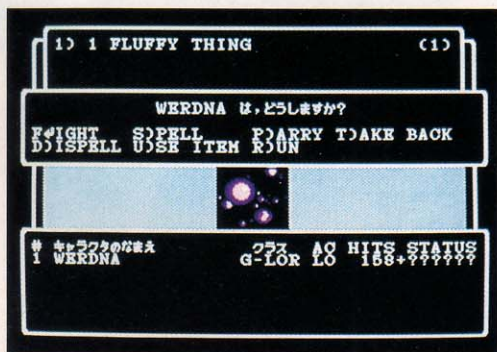 1) 1 FLUFFY THING (1)
WERDNA は,どうしますか?
F)IGHT S)PELL P)ARRY T)AKE BACK
D)ISPELL U)SE ITEM R)UN
# キャラクタのなまえ クラス AC HITS STATUS
1 WERDNA G-LOR LO 158+??????